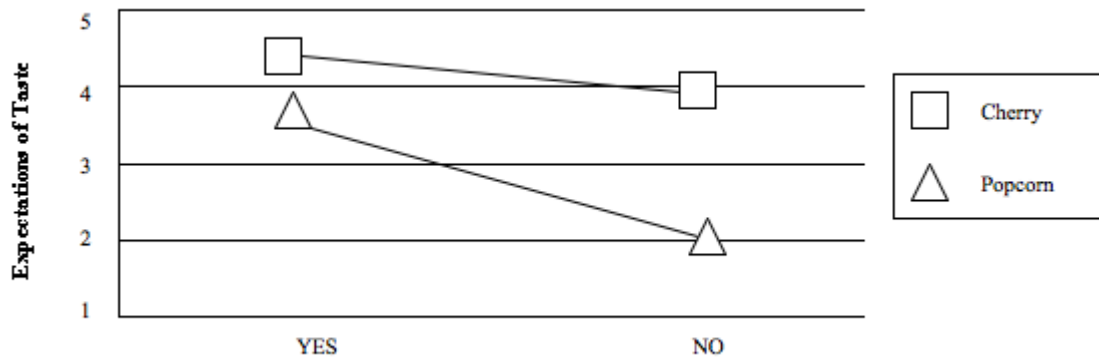 Expectations of Taste
5
4
3
2
1
YES NO
Cherry
Popcorn